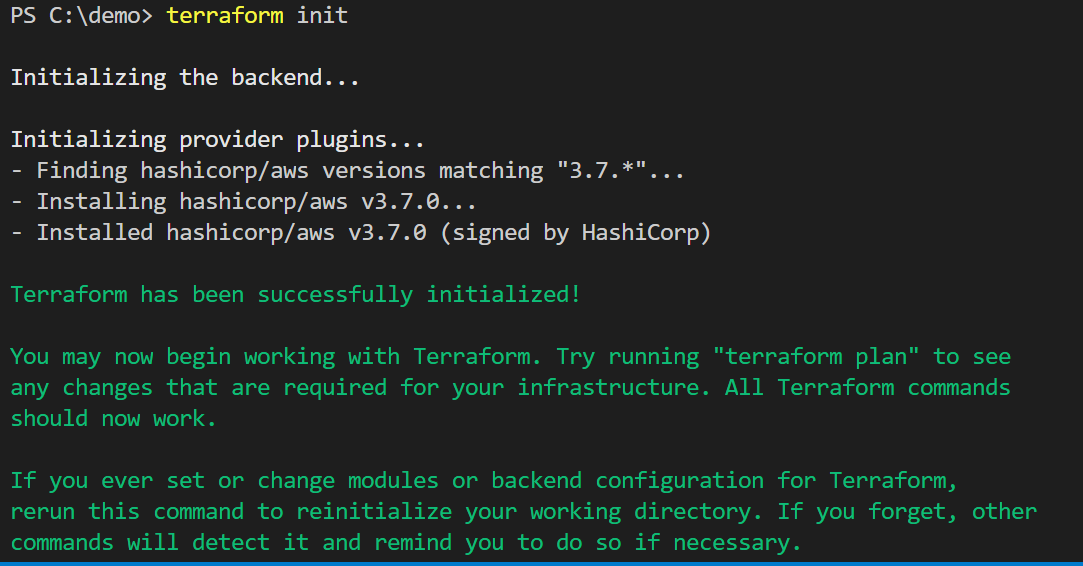 PS C:\demo> terraform init
Initializing the backend...
Initializing provider plugins...
- Finding hashicorp/aws versions matching "3.7.*"...
- Installing hashicorp/aws v3.7.0...
- Installed hashicorp/aws v3.7.0 (signed by HashiCorp)
Terraform has been successfully initialized!
You may now begin working with Terraform. Try running "terraform plan" to see
any changes that are required for your infrastructure. All Terraform commands
should now work.
If you ever set or change modules or backend configuration for Terraform,
rerun this command to reinitialize your working directory. If you forget, other
commands will detect it and remind you to do so if necessary.